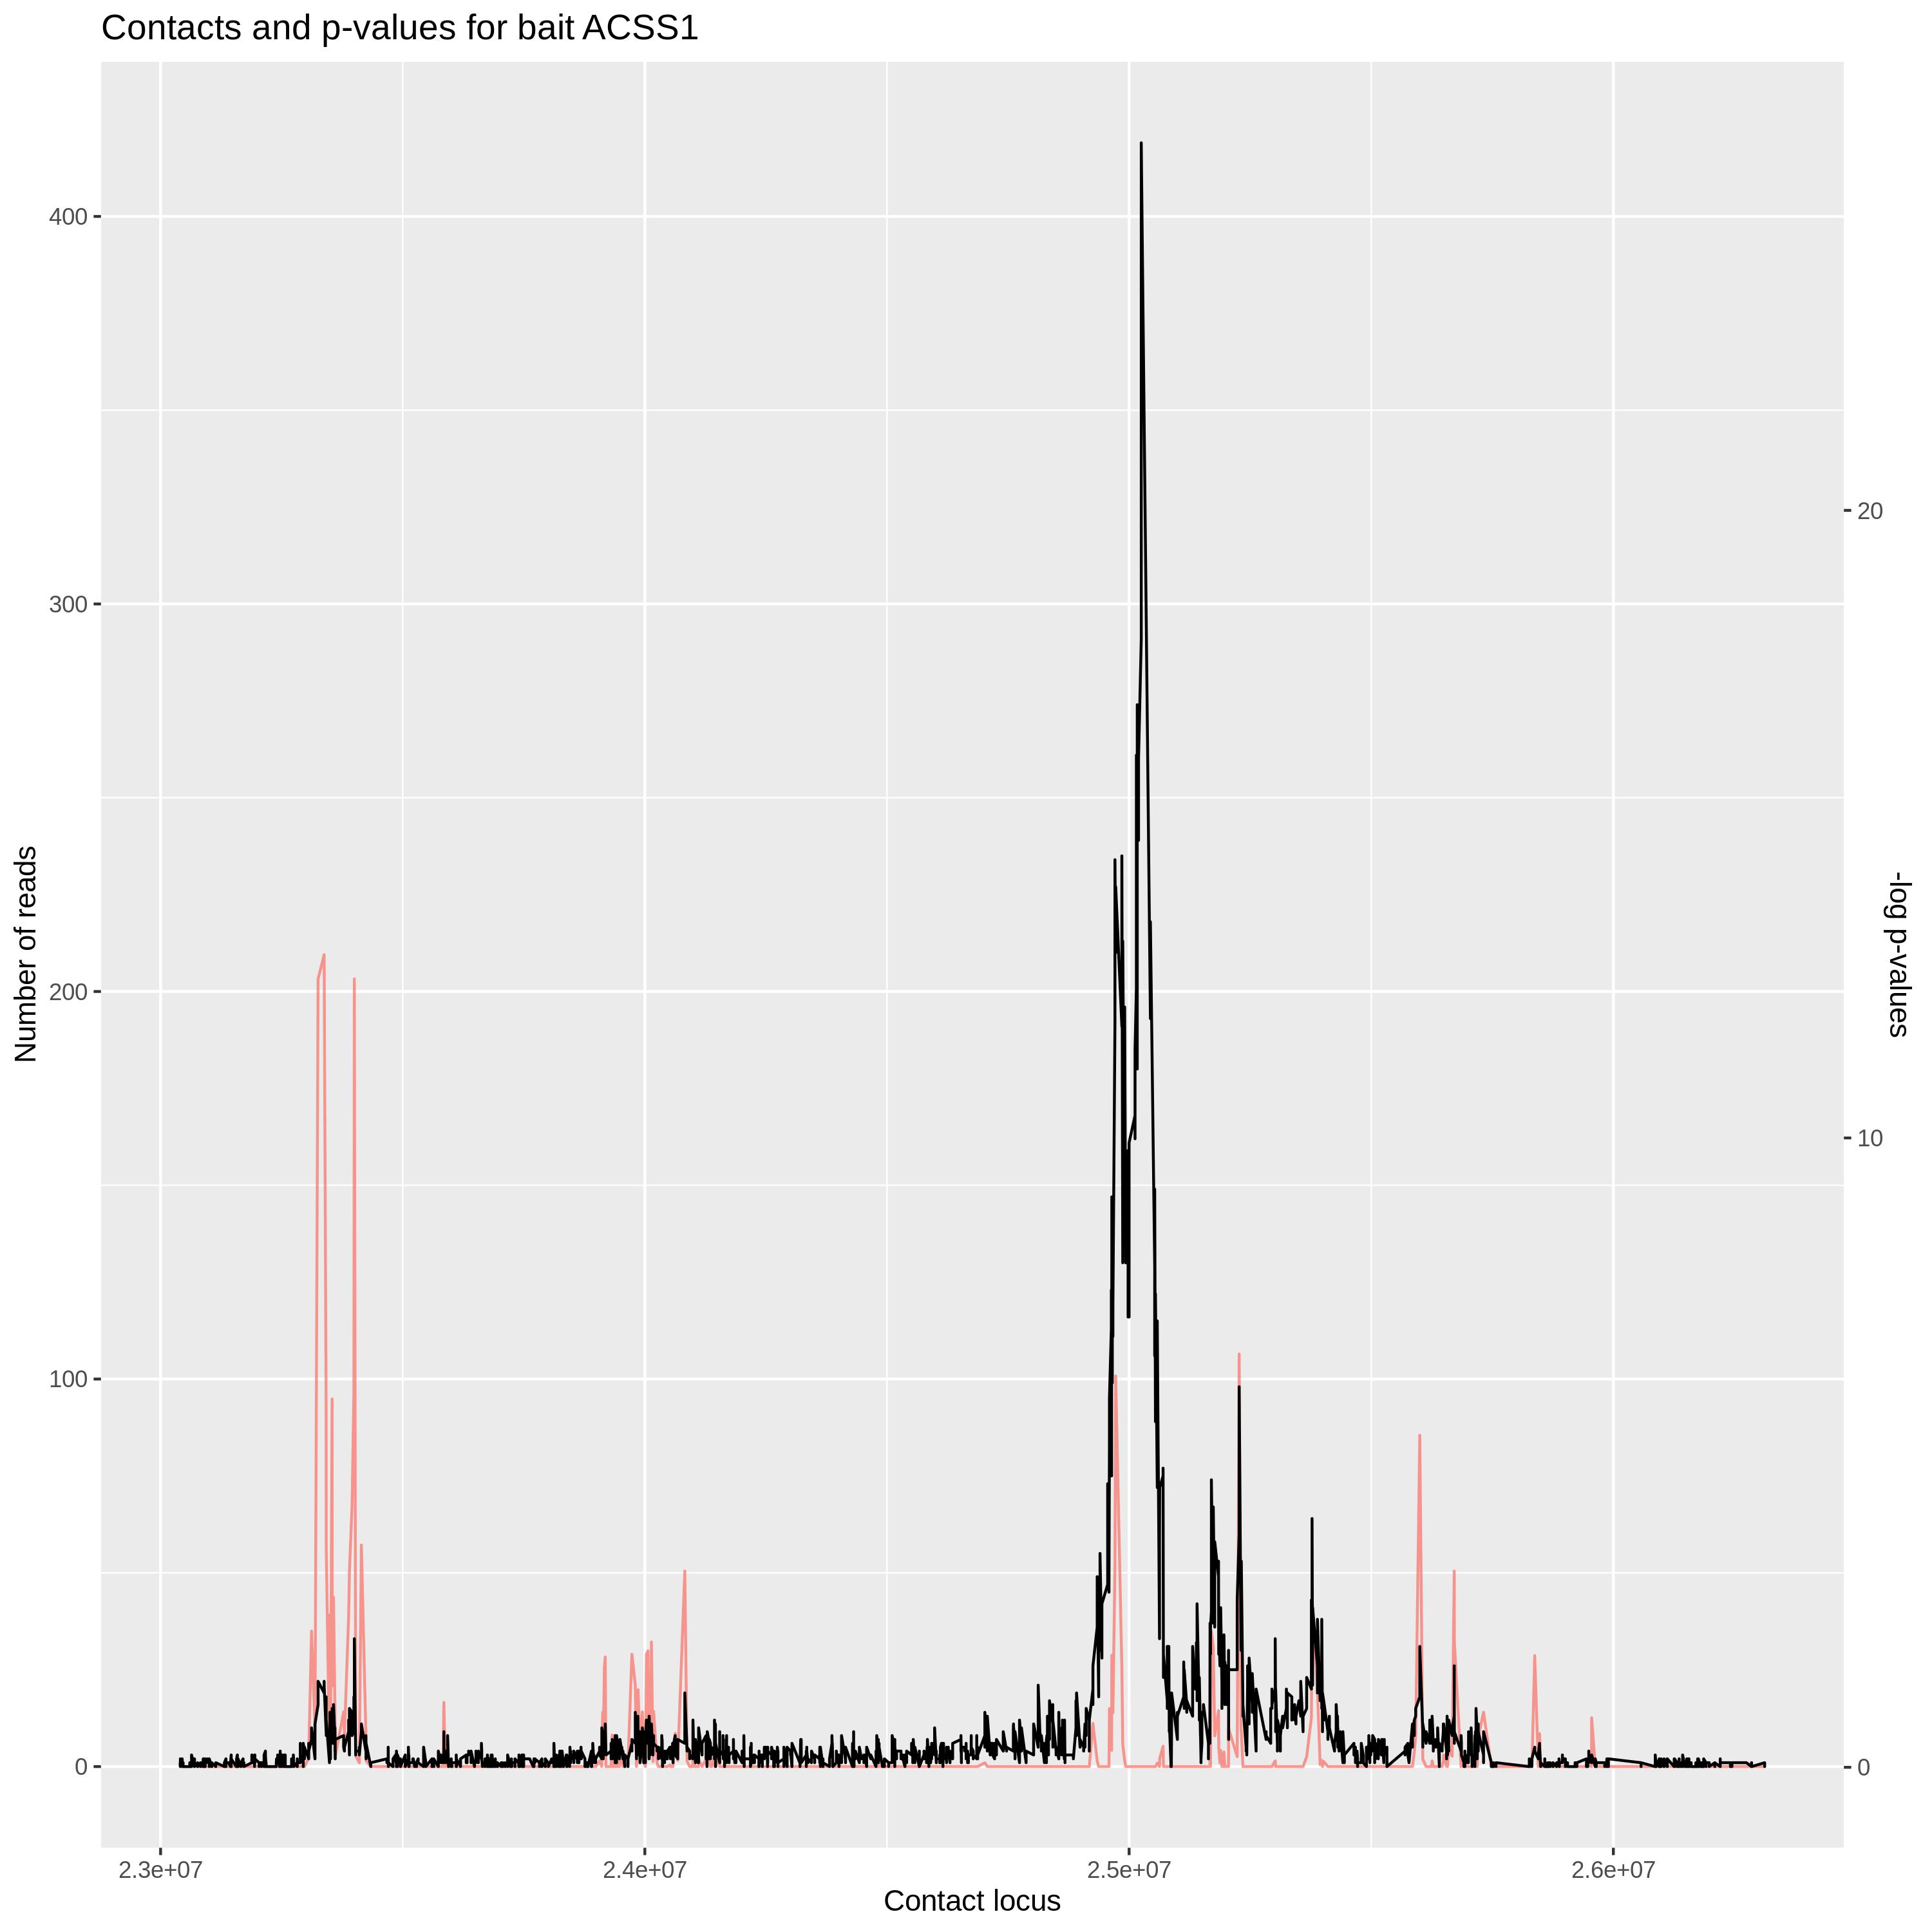 Contacts and p-values for bait ACSS1
400
300
200
100
0
Number of reads
20
10
0
-log p-values
2.3e+07 2.4e+07 2.5e+07 2.6e+07
Contact locus